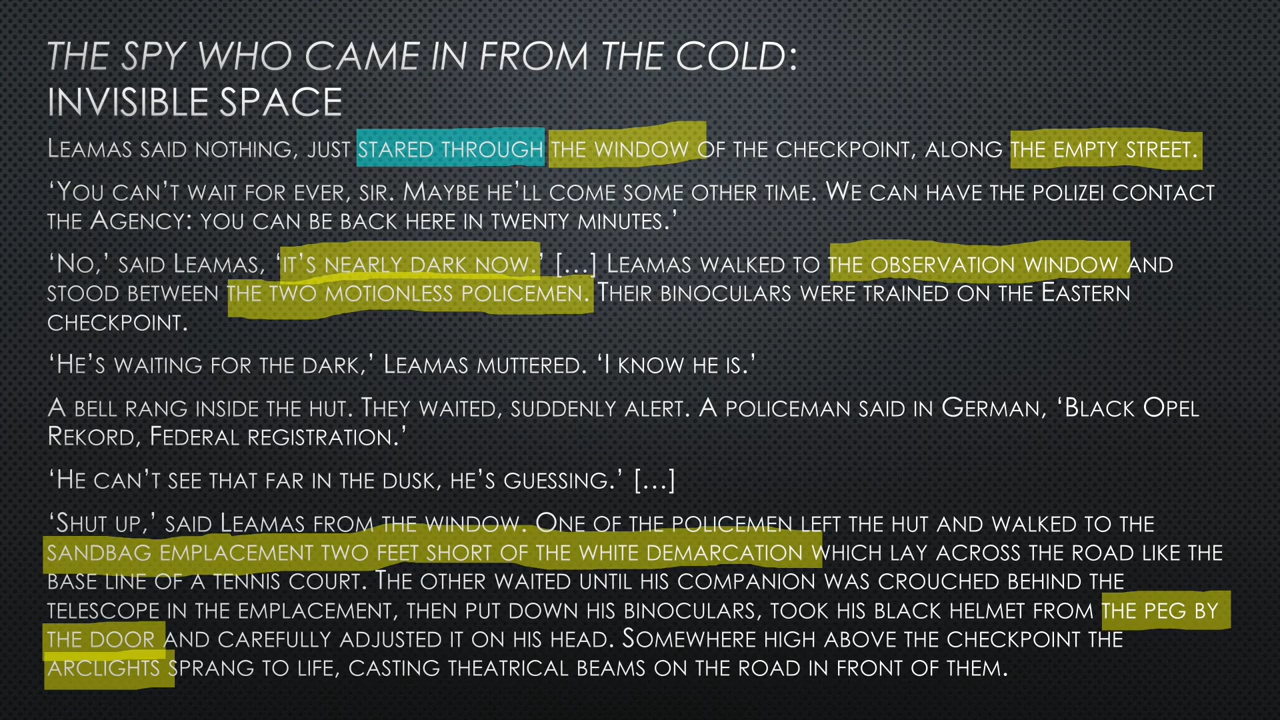 THE SPY WHO CAME IN FROM THE COLD:
INVISIBLE SPACE
LEAMAS SAID NOTHING, JUST STARED THROUGH THE WINDOW OF THE CHECKPOINT, ALONG THE EMPTY STREET.
‘YOU CAN’T WAIT FOR EVER, SIR. MAYBE HE’LL COME SOME OTHER TIME. WE CAN HAVE THE POLIZEI CONTACT
THE AGENCY: YOU CAN BE BACK HERE IN TWENTY MINUTES.’
‘NO,’ SAID LEAMAS, ‘IT’S NEARLY DARK NOW.’ […] LEAMAS WALKED TO THE OBSERVATION WINDOW AND
STOOD BETWEEN THE TWO MOTIONLESS POLICEMEN. THEIR BINOCULARS WERE TRAINED ON THE EASTERN
CHECKPOINT.
‘HE’S WAITING FOR THE DARK,’ LEAMAS MUTTERED. ‘I KNOW HE IS.’
A BELL RANG INSIDE THE HUT. THEY WAITED, SUDDENLY ALERT. A POLICEMAN SAID IN GERMAN, ‘BLACK OPEL
REKORD, FEDERAL REGISTRATION.’
‘HE CAN’T SEE THAT FAR IN THE DUSK, HE’S GUESSING.’ […]
‘SHUT UP,’ SAID LEAMAS FROM THE WINDOW. ONE OF THE POLICEMEN LEFT THE HUT AND WALKED TO THE
SANDBAG EMPLACEMENT TWO FEET SHORT OF THE WHITE DEMARCATION WHICH LAY ACROSS THE ROAD LIKE THE
BASE LINE OF A TENNIS COURT. THE OTHER WAITED UNTIL HIS COMPANION WAS CROUCHED BEHIND THE
TELESCOPE IN THE EMPLACEMENT, THEN PUT DOWN HIS BINOCULARS, TOOK HIS BLACK HELMET FROM THE PEG BY
THE DOOR AND CAREFULLY ADJUSTED IT ON HIS HEAD. SOMEWHERE HIGH ABOVE THE CHECKPOINT THE
ARCLIGHTS SPRANG TO LIFE, CASTING THEATRICAL BEAMS ON THE ROAD IN FRONT OF THEM.